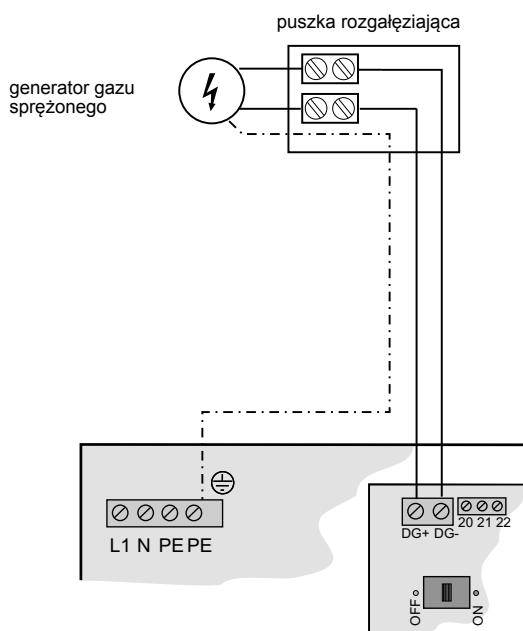 puszka rozgałęziająca
generator gazu
sprężonego
L1 N PE PE
DG+ DG-
20 21 22
OFF
ON